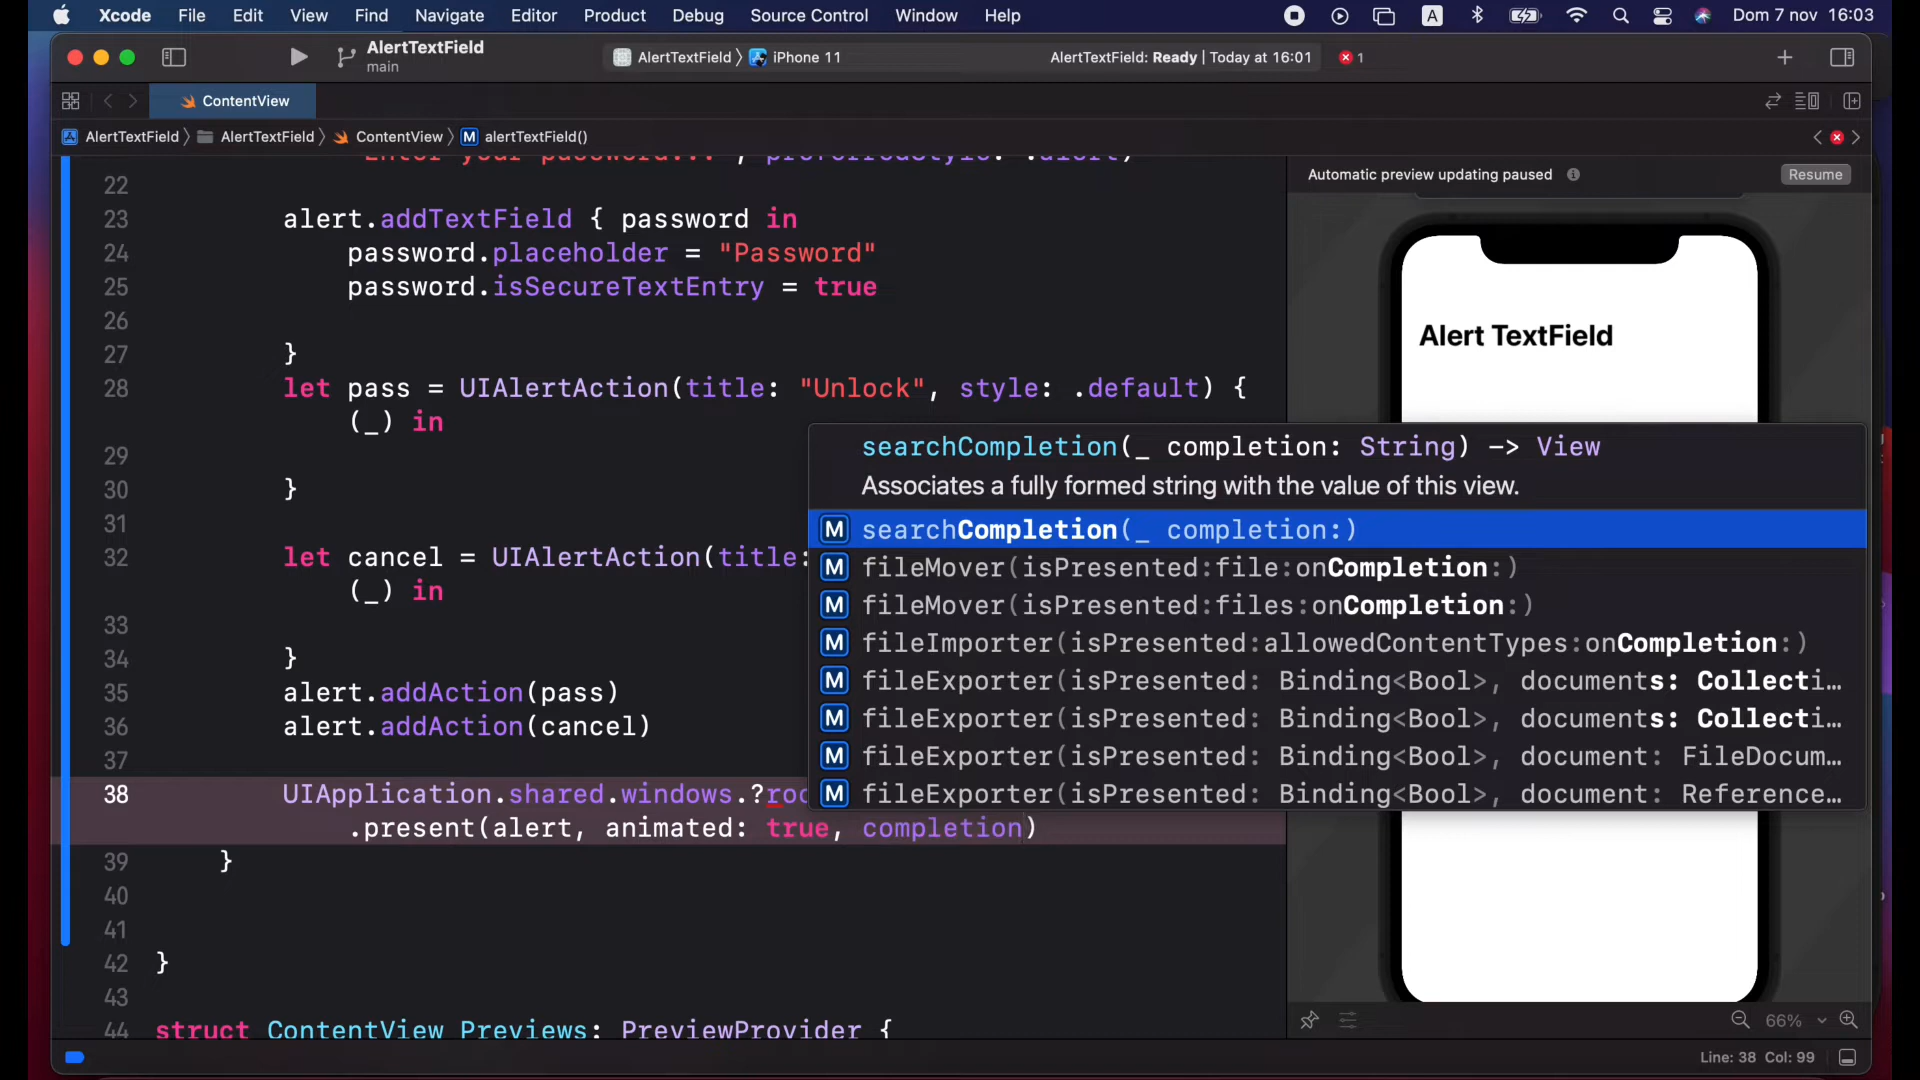 Xcode File Edit View Find Navigate Editor Product Debug Source Control Window Help A Dom 7 nov 16:03
AlertTextField
main
AlertTextField 〉 iPhone 11
AlertTextField: Ready | Today at 16:01
1
ContentView
AlertTextField 〉 AlertTextField 〉 ContentView 〉 M alertTextField()
Automatic preview updating paused
Resume
22
23 alert.addTextField { password in
24 password.placeholder = "Password"
25 password.isSecureTextEntry = true
26
27 }
28 let pass = UIAlertAction(title: "Unlock", style: .default) {
(_) in
29
30 }
31
32 let cancel = UIAlertAction(title:
(_) in
33
34 }
35 alert.addAction(pass)
36 alert.addAction(cancel)
37
38 UIApplication.shared.windows.?roo
.present(alert, animated: true, completion)
39 }
40
41
42 }
43
44 struct ContentView_Previews: PreviewProvider {
searchCompletion(_ completion: String) -> View
Associates a fully formed string with the value of this view.
M searchCompletion(_ completion:)
M fileMover(isPresented:file:onCompletion:)
M fileMover(isPresented:files:onCompletion:)
M fileImporter(isPresented:allowedContentTypes:onCompletion:)
M fileExporter(isPresented: Binding<Bool>, documents: Collecti…
M fileExporter(isPresented: Binding<Bool>, documents: Collecti…
M fileExporter(isPresented: Binding<Bool>, document: FileDocum…
M fileExporter(isPresented: Binding<Bool>, document: Reference…
Alert TextField
66%
Line: 38 Col: 99